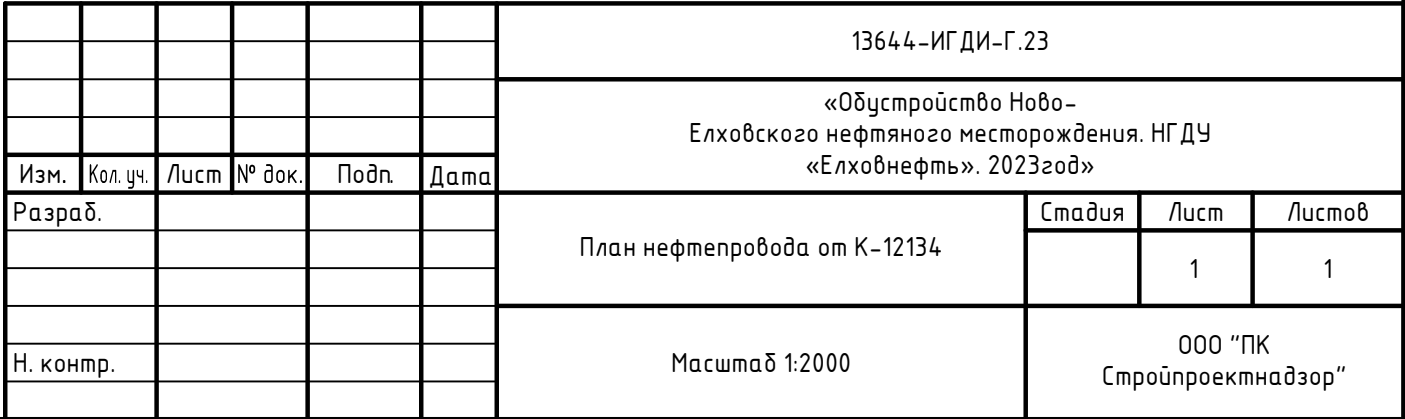 13644-ИГДИ-Г.23
«Обустройство Ново-
Елховского нефтяного месторождения. НГДУ
«Елховнефть». 2023год»
Изм. Кол. уч. Лист № док. Подп. Дата
Разраб.
План нефтепровода от К-12134
Стадия Лист Листов
1 1
Н. контр.
Масштаб 1:2000
ООО "ПК
Стройпроектнадзор"